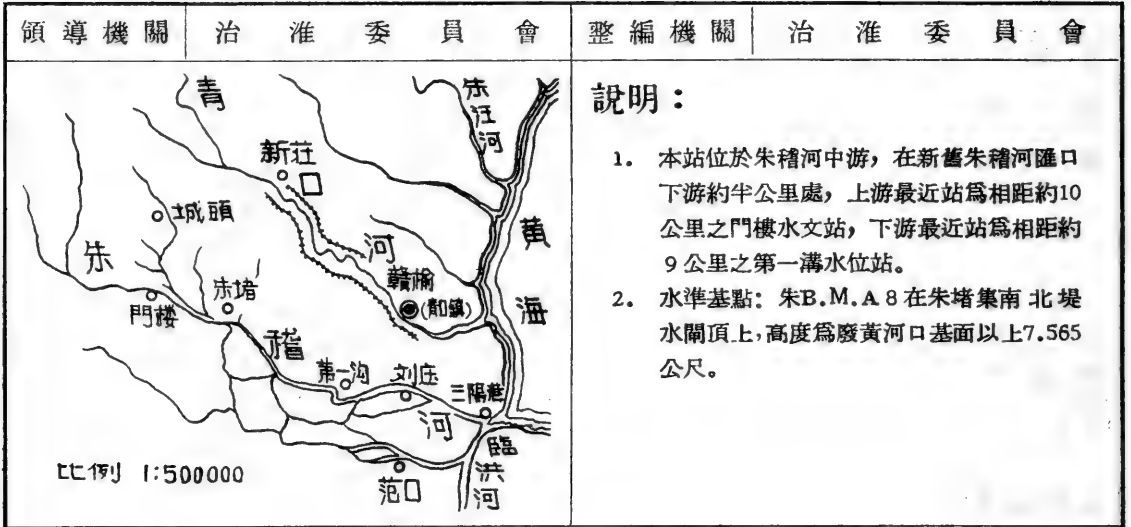 領導機關 治淮委員會 整編機關 治淮委員會
說明：
1. 本站位於朱稽河中游，在新舊朱稽河匯口
下游約半公里處，上游最近站爲相距約10
公里之門樓水文站，下游最近站爲相距約
9公里之第一溝水位站。
2. 水準基點：朱B.M.A8在朱堵集南北堤
水閘頂上，高度爲廢黃河口基面以上7.565
公尺。
青
河
朱汪河
新莊
城頭
黃
海
贛榆
朱
稽
河
門楼
朱堵
第一沟
刘庄
三陽港
臨洪河
范口
比例 1:500000